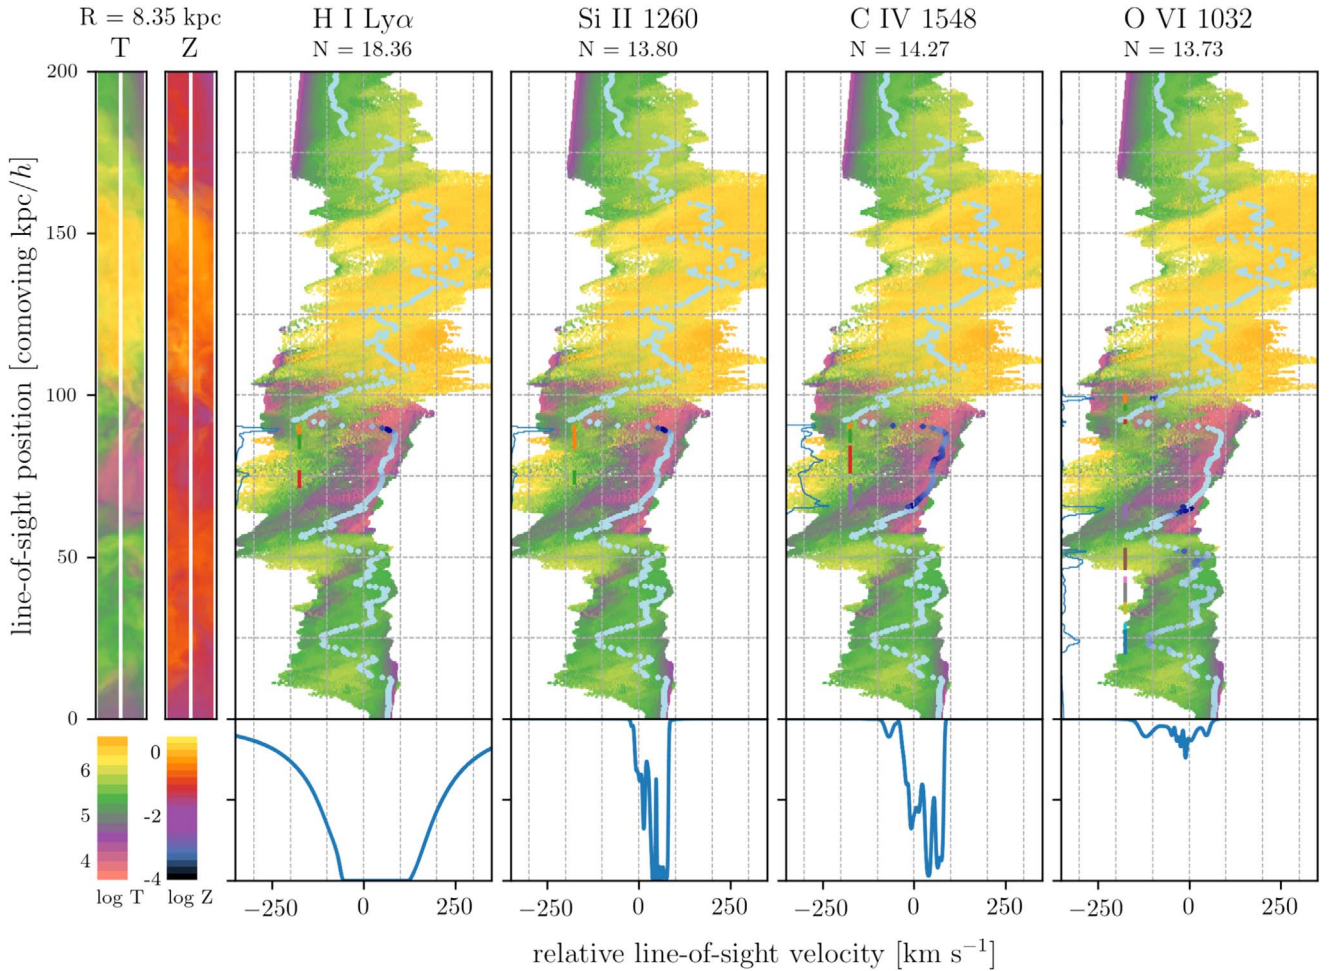 R = 8.35 kpc
T Z
H I Lyα
N = 18.36
Si II 1260
N = 13.80
C IV 1548
N = 14.27
O VI 1032
N = 13.73
line-of-sight position [comoving kpc/h]
200
150
100
50
0
6
5
4
log T
0
-2
-4
log Z
−250 0 250
−250 0 250
−250 0 250
−250 0 250
relative line-of-sight velocity [km s⁻¹]